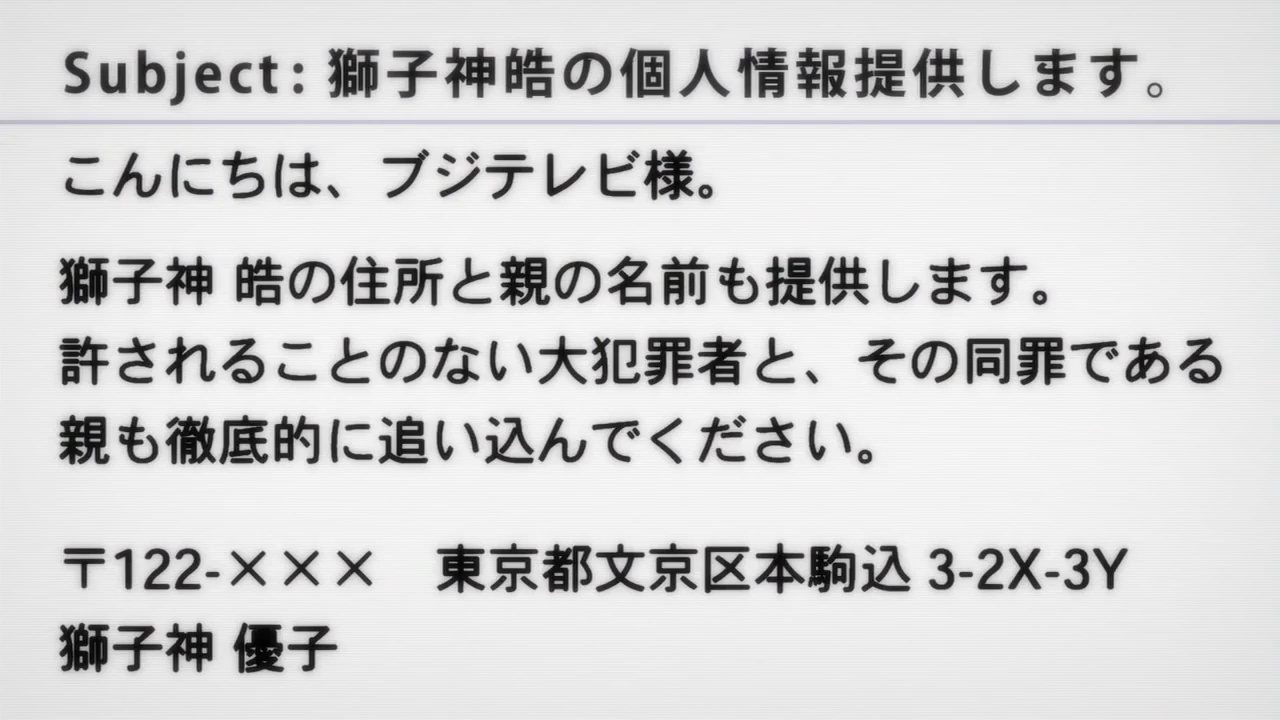 Subject: 獅子神皓の個人情報提供します。
こんにちは、ブジテレビ様。
獅子神 皓の住所と親の名前も提供します。
許されることのない大犯罪者と、その同罪である
親も徹底的に追い込んでください。
〒122-××× 東京都文京区本駒込 3-2X-3Y
獅子神 優子